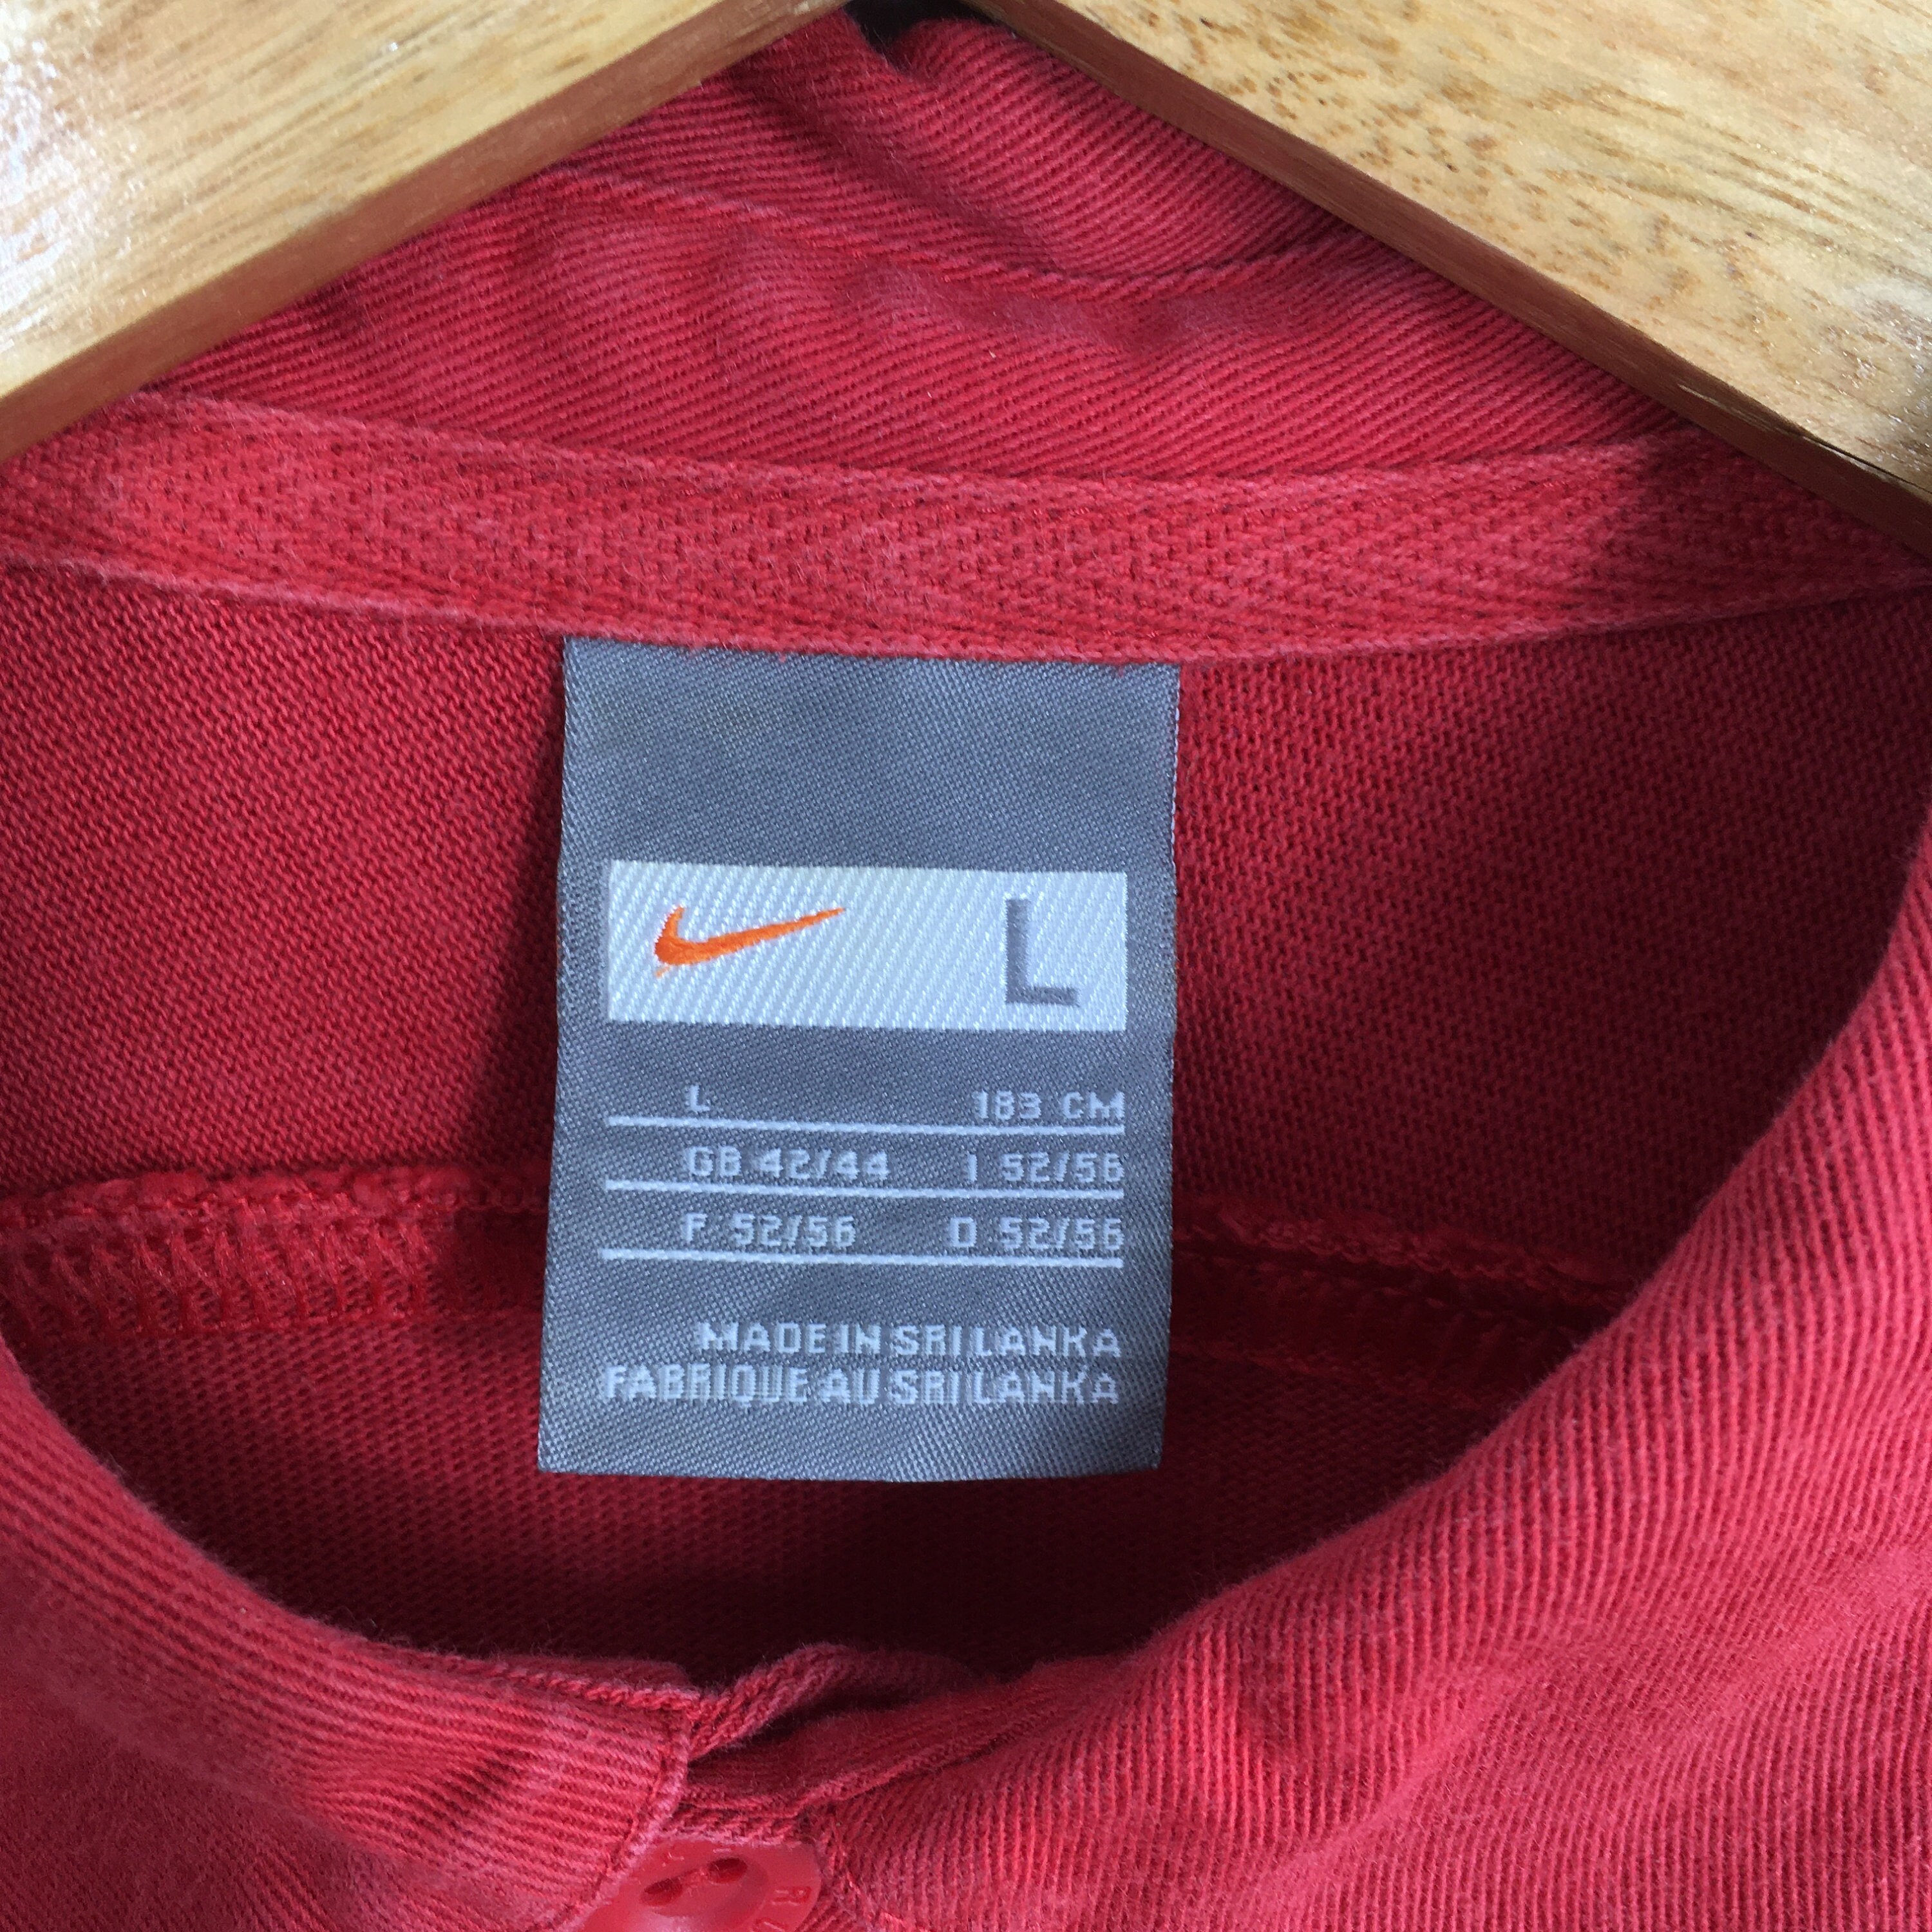 L
L 183 CM
GB 42/44 I 52/56
F 52/56 D 52/56
MADE IN SRI LANKA
FABRIQUE AU SRI LANKA